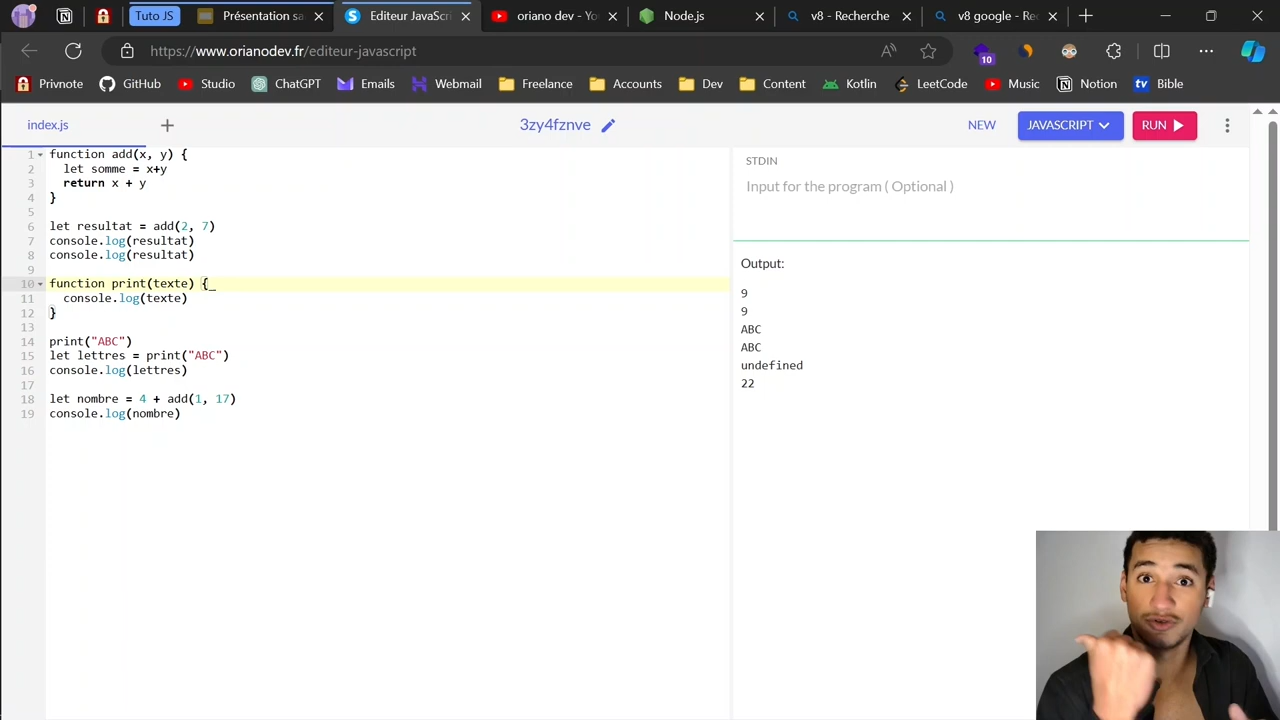 Tuto JS
Présentation sa
Editeur JavaScri
oriano dev - You
Node.js
v8 - Recherche
v8 google - Rec
https://www.orianodev.fr/editeur-javascript
10
Privnote
GitHub
Studio
ChatGPT
Emails
Webmail
Freelance
Accounts
Dev
Content
Kotlin
LeetCode
Music
Notion
tv Bible
index.js
3zy4fznve
NEW
JAVASCRIPT
RUN
1 function add(x, y) {
2 let somme = x+y
3 return x + y
4 }
5
6 let resultat = add(2, 7)
7 console.log(resultat)
8 console.log(resultat)
9
10 function print(texte) {
11 console.log(texte)
12 }
13
14 print("ABC")
15 let lettres = print("ABC")
16 console.log(lettres)
17
18 let nombre = 4 + add(1, 17)
19 console.log(nombre)
STDIN
Input for the program ( Optional )
Output:
9
9
ABC
ABC
undefined
22